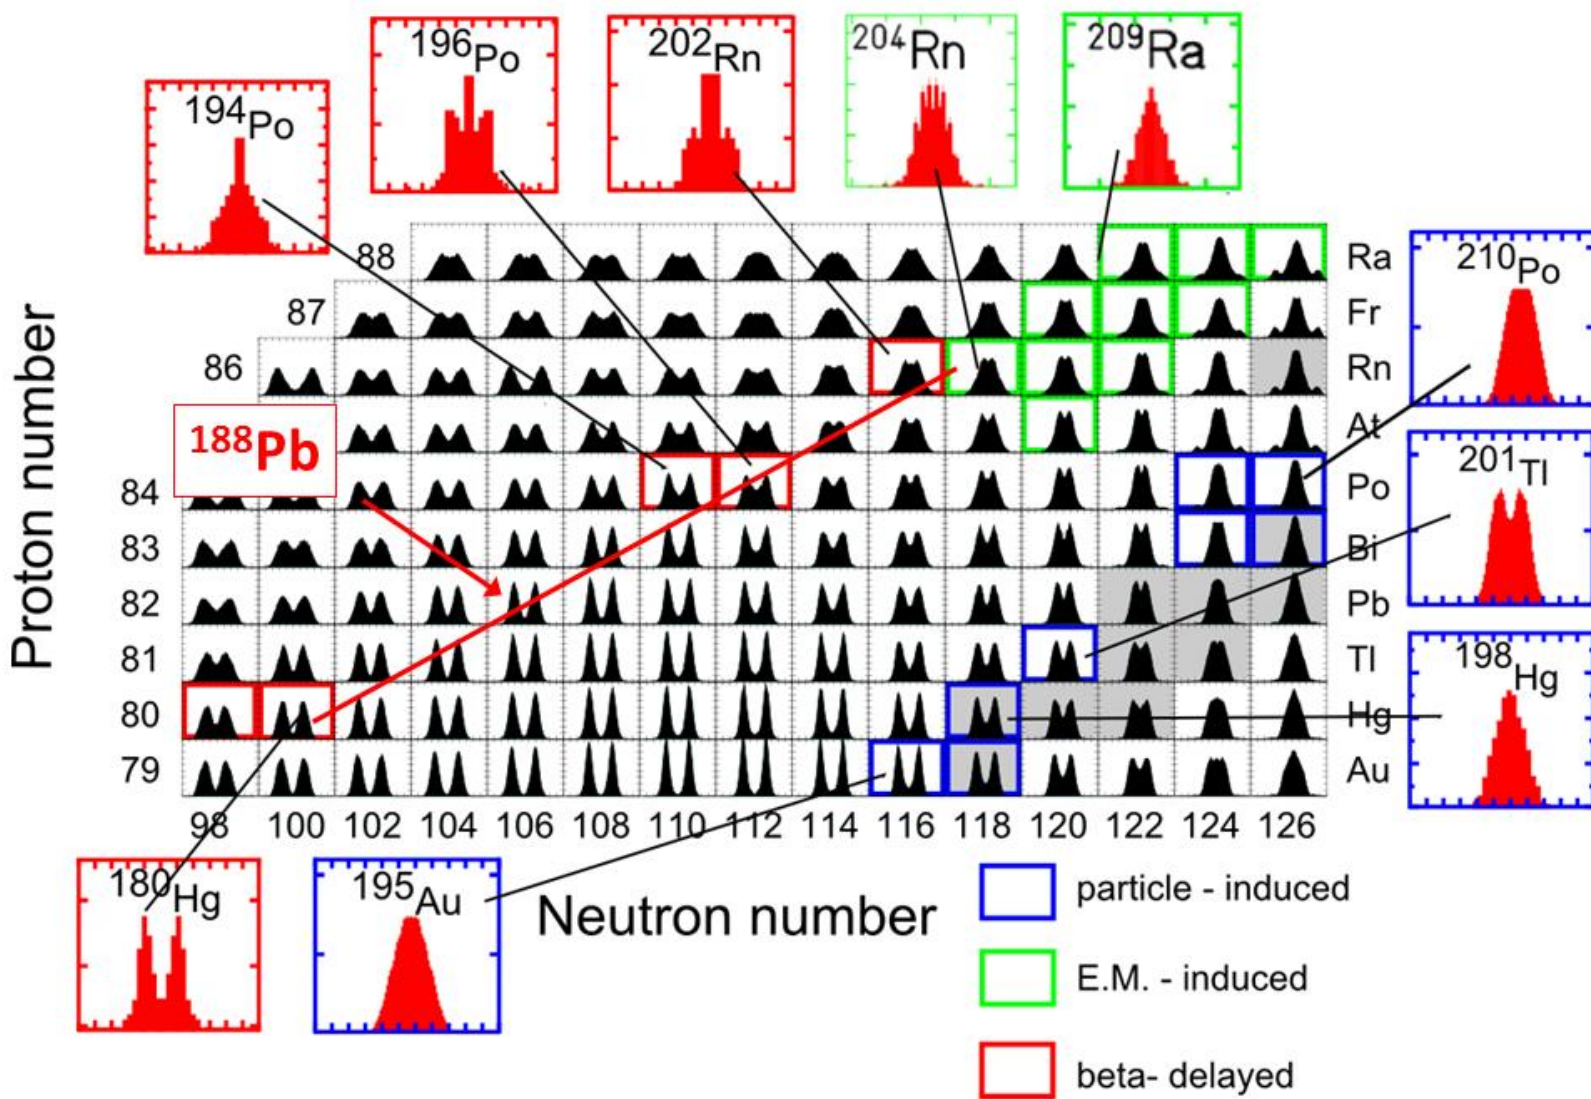 194Po
196Po
202Rn
204Rn
209Ra
88
Ra
87
Fr
86
Rn
188Pb
At
84
Po
83
Bi
82
Pb
81
Tl
80
Hg
79
Au
98 100 102 104 106 108 110 112 114 116 118 120 122 124 126
Proton number
Neutron number
210Po
201Tl
198Hg
180Hg
195Au
particle - induced
E.M. - induced
beta- delayed